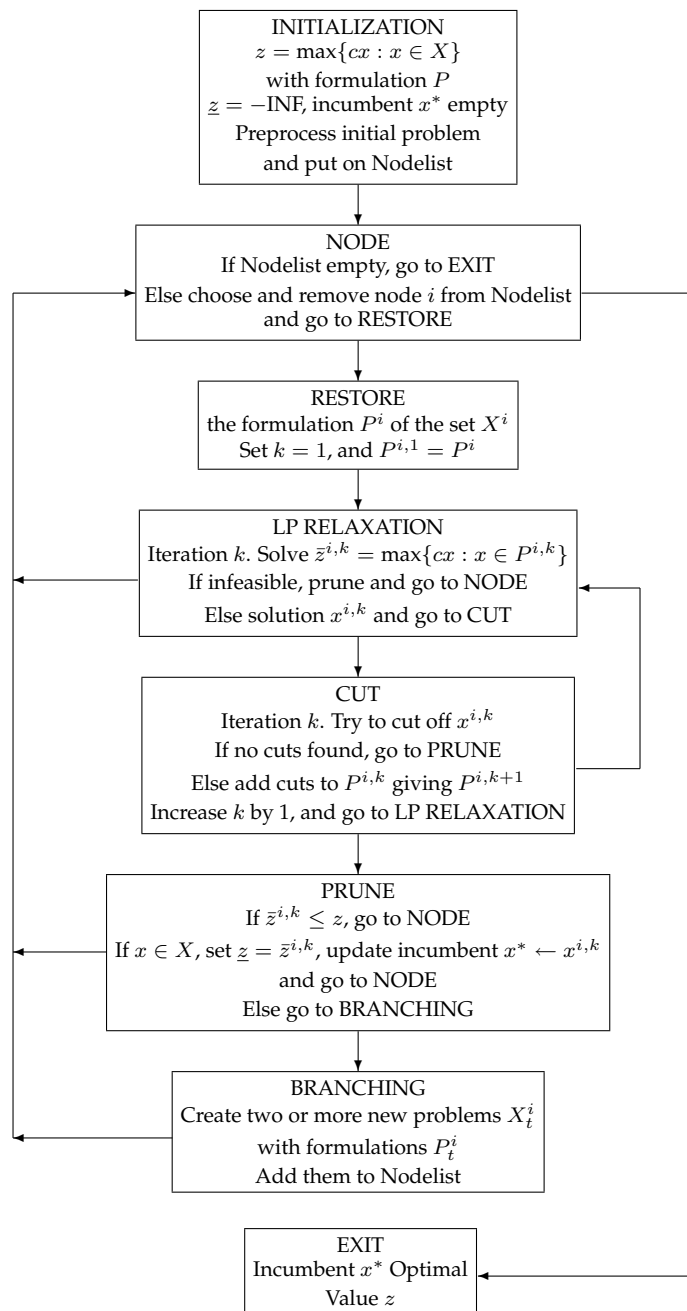 INITIALIZATION
z = max{cx : x ∈ X}
with formulation P
z̲ = −INF, incumbent x* empty
Preprocess initial problem
and put on Nodelist
NODE
If Nodelist empty, go to EXIT
Else choose and remove node i from Nodelist
and go to RESTORE
RESTORE
the formulation Pⁱ of the set Xⁱ
Set k = 1, and P^{i,1} = Pⁱ
LP RELAXATION
Iteration k. Solve z̄^{i,k} = max{cx : x ∈ P^{i,k}}
If infeasible, prune and go to NODE
Else solution x^{i,k} and go to CUT
CUT
Iteration k. Try to cut off x^{i,k}
If no cuts found, go to PRUNE
Else add cuts to P^{i,k} giving P^{i,k+1}
Increase k by 1, and go to LP RELAXATION
PRUNE
If z̄^{i,k} ≤ z, go to NODE
If x ∈ X, set z̲ = z̄^{i,k}, update incumbent x* ← x^{i,k}
and go to NODE
Else go to BRANCHING
BRANCHING
Create two or more new problems X_t^i
with formulations P_t^i
Add them to Nodelist
EXIT
Incumbent x* Optimal
Value z